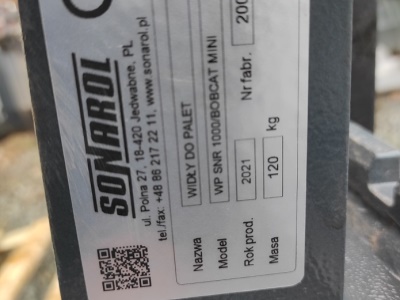 SONAROL
ul. Polna 27, 18-420 Jedwabne, PL
tel./fax: +48 86 217 22 11, www.sonarol.pl
Nazwa WIDŁY DO PALET
Model WP SNR 1000/BOBCAT MINI
Rok prod. 2021 Nr fabr. 200
Masa 120 kg